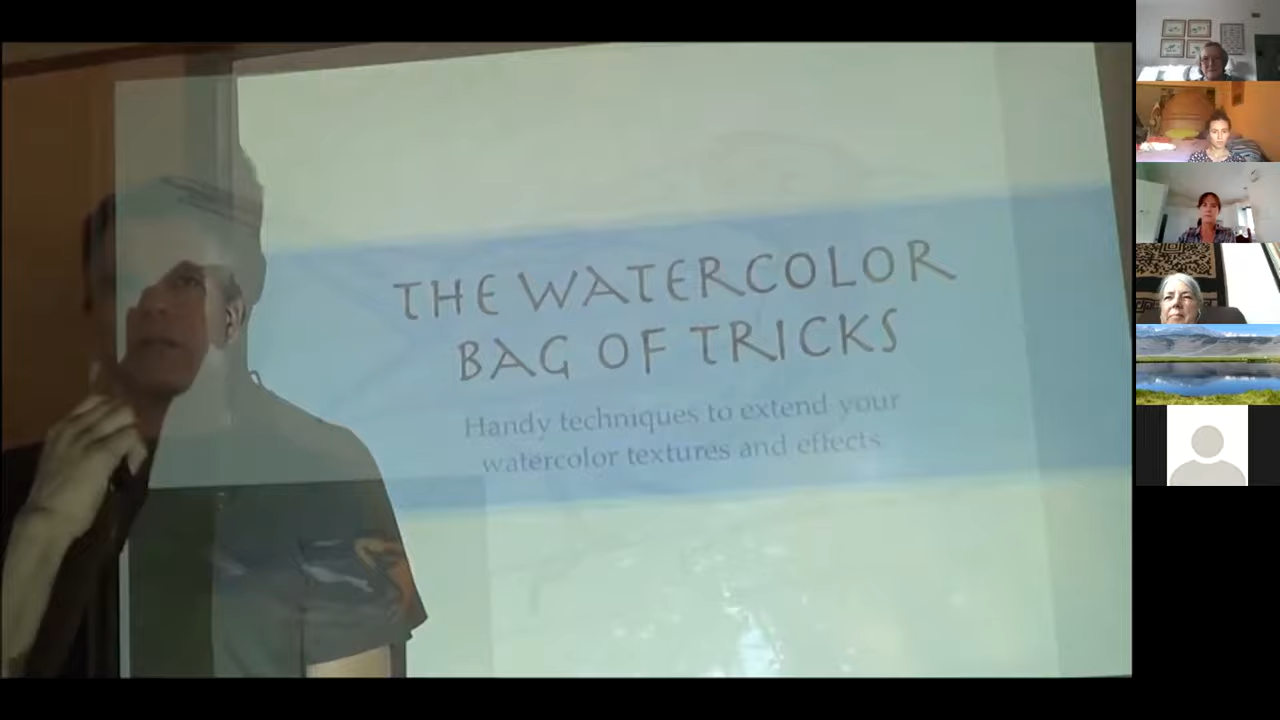 THE WATERCOLOR
BAG OF TRICKS
Handy techniques to extend your
watercolor textures and effects